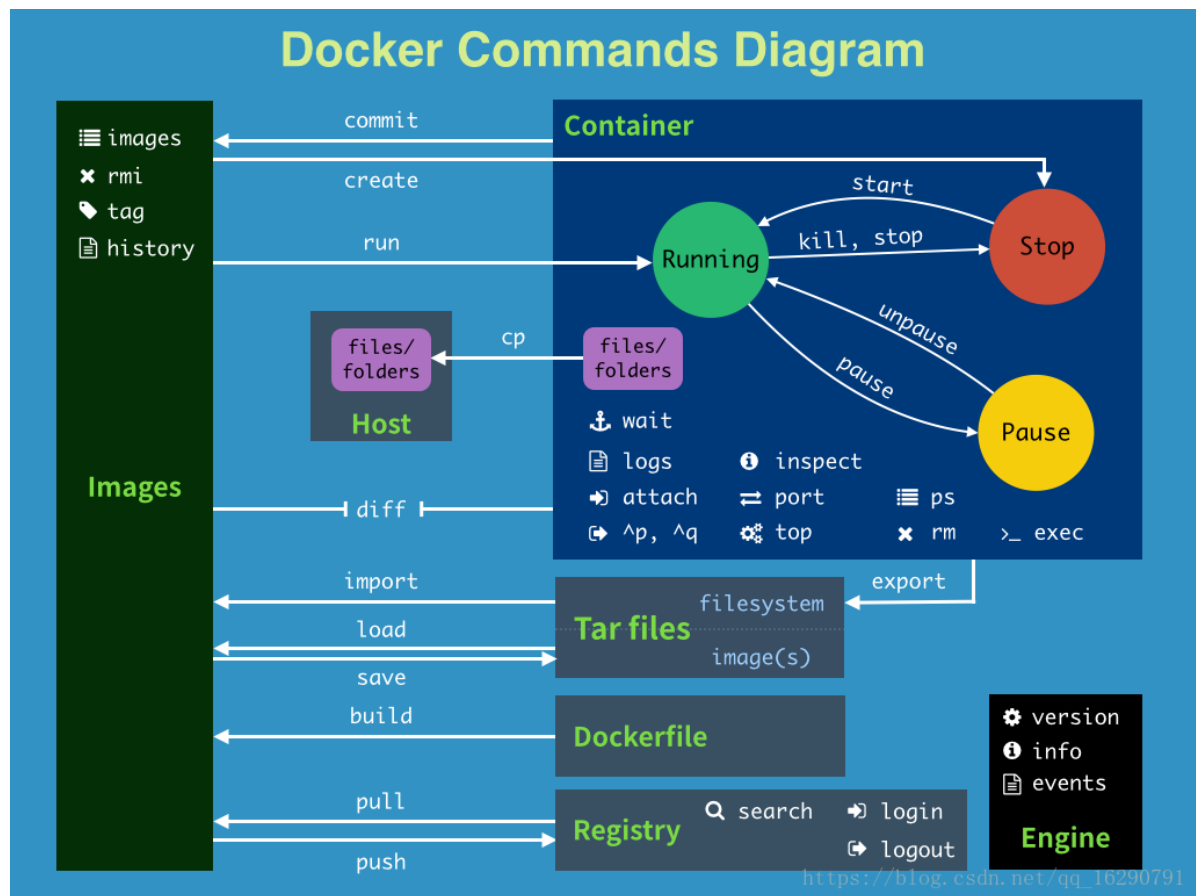 Docker Commands Diagram
images
rmi
tag
history
Images
commit
create
run
cp
files/
folders
Host
diff
import
load
save
build
pull
push
Container
Running
Stop
Pause
start
kill, stop
unpause
pause
files/
folders
wait
logs
inspect
attach
port
ps
^p, ^q
top
rm
>_ exec
export
Tar files
filesystem
image(s)
Dockerfile
Registry
search
login
logout
version
info
events
Engine
https://blog.csdn.net/qq_16290791